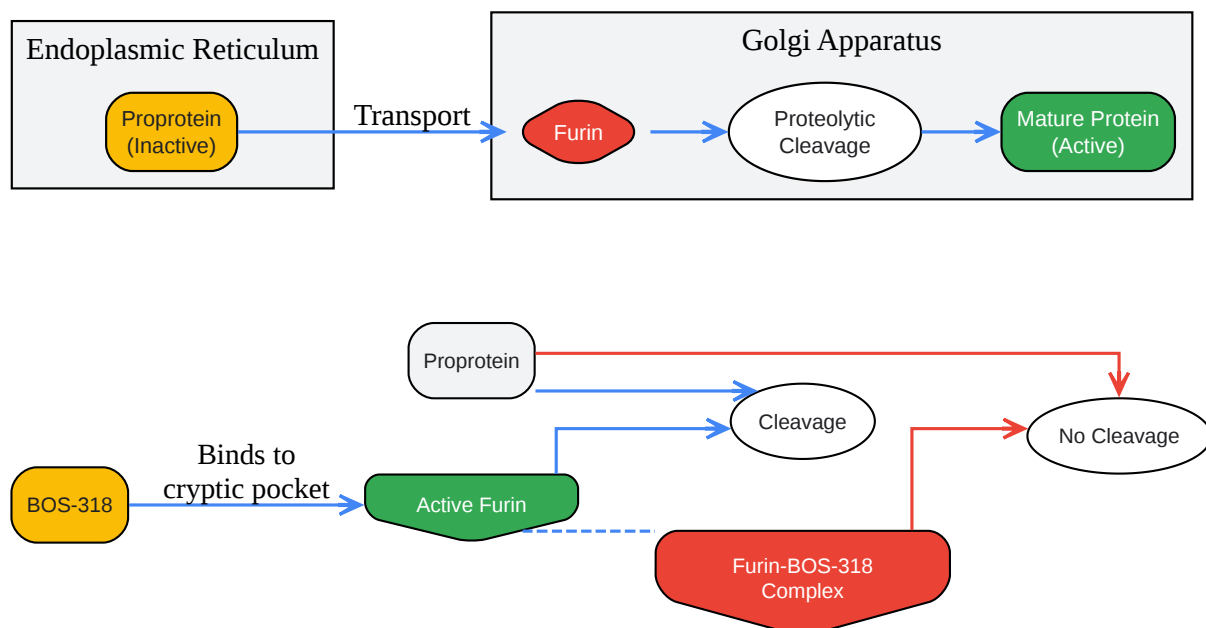 Endoplasmic Reticulum
Golgi Apparatus
Proprotein
(Inactive)
Transport
Furin
Proteolytic
Cleavage
Mature Protein
(Active)
Proprotein
Cleavage
No Cleavage
Binds to
cryptic pocket
BOS-318
Active Furin
Furin-BOS-318
Complex